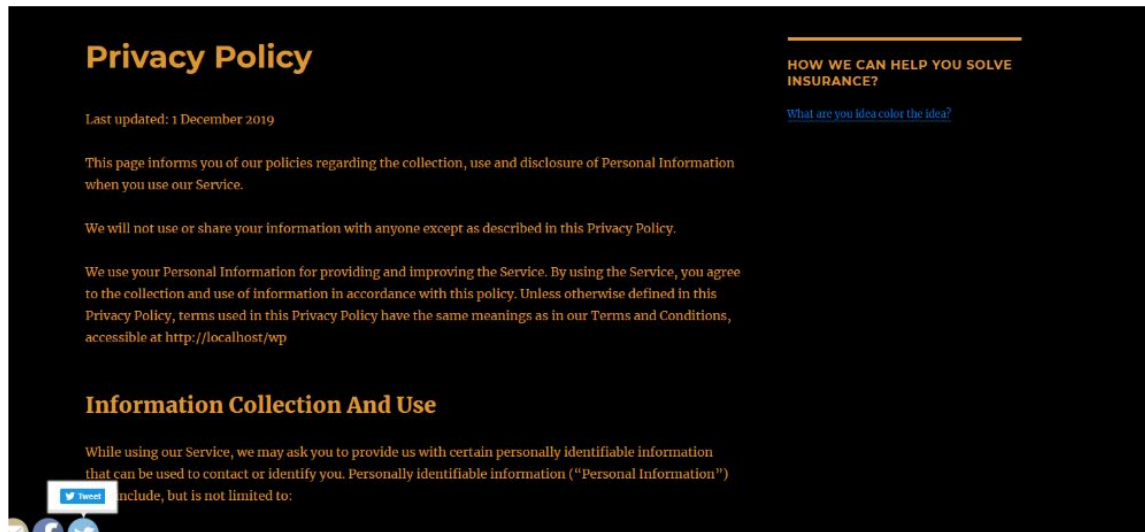 Privacy Policy
Last updated: 1 December 2019
This page informs you of our policies regarding the collection, use and disclosure of Personal Information
when you use our Service.
We will not use or share your information with anyone except as described in this Privacy Policy.
We use your Personal Information for providing and improving the Service. By using the Service, you agree
to the collection and use of information in accordance with this policy. Unless otherwise defined in this
Privacy Policy, terms used in this Privacy Policy have the same meanings as in our Terms and Conditions,
accessible at http://localhost/wp
Information Collection And Use
While using our Service, we may ask you to provide us with certain personally identifiable information
that can be used to contact or identify you. Personally identifiable information (“Personal Information”)
include, but is not limited to:
Tweet
HOW WE CAN HELP YOU SOLVE
INSURANCE?
What are you idea color the idea?